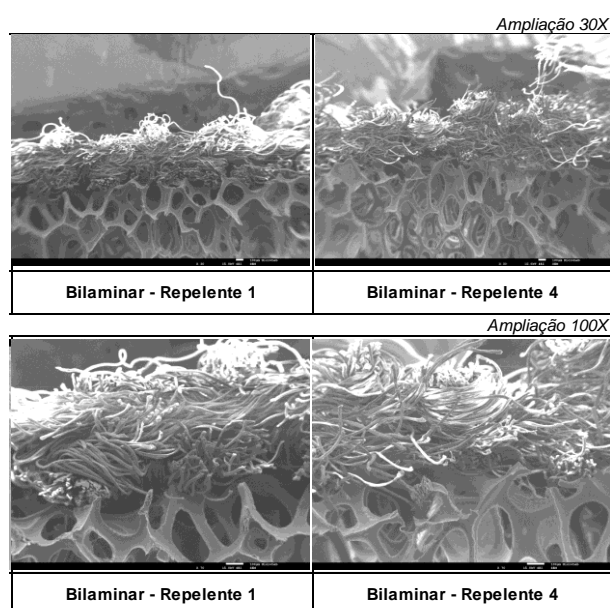 Ampliação 30X
Bilaminar - Repelente 1
Bilaminar - Repelente 4
Ampliação 100X
Bilaminar - Repelente 1
Bilaminar - Repelente 4